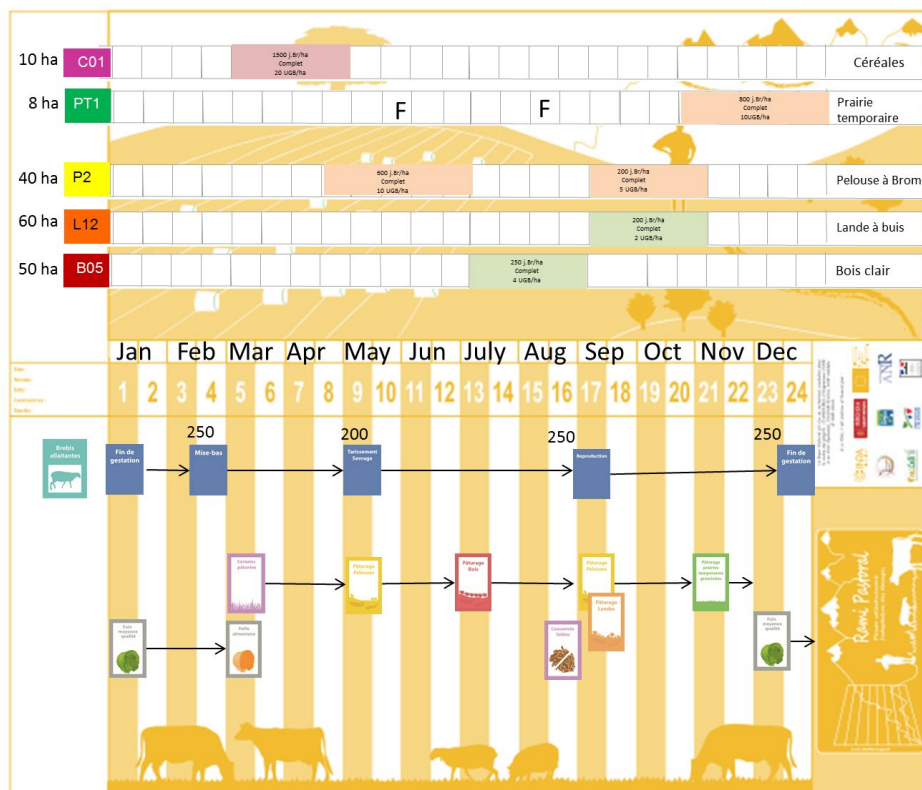 10 ha C01 1500 j.Br/ha Céréales
Complet
20 UGB/ha
8 ha PT1 F F 800 j.Br/ha Prairie
Complet temporaire
10UGB/ha
40 ha P2 600 j.Br/ha 200 j.Br/ha Pelouse à Brom
Complet Complet
10 UGB/ha 5 UGB/ha
60 ha L12 200 j.Br/ha Lande à buis
Complet
2 UGB/ha
50 ha B05 250 j.Br/ha Bois clair
Complet
4 UGB/ha
Jan Feb Mar Apr May Jun July Aug Sep Oct Nov Dec
1 2 3 4 5 6 7 8 9 10 11 12 13 14 15 16 17 18 19 20 21 22 23 24
ANR
250 200 250 250
Brebis
allaitantes
Fin de
gestation
Mise-bas
Tarissement
Sevrage
Reproduction
Fin de
gestation
Céréales
pâturées
Pâturage
Pelouses
Pâturage
Bois
Pâturage
Pelouses
Pâturage
prairies
temporaires
graminées
Pâturage
Landes
Foin
moyenne
qualité
Paille
alimentaire
Concentrés
faibles
Foin
moyenne
qualité
Rami Pastoral